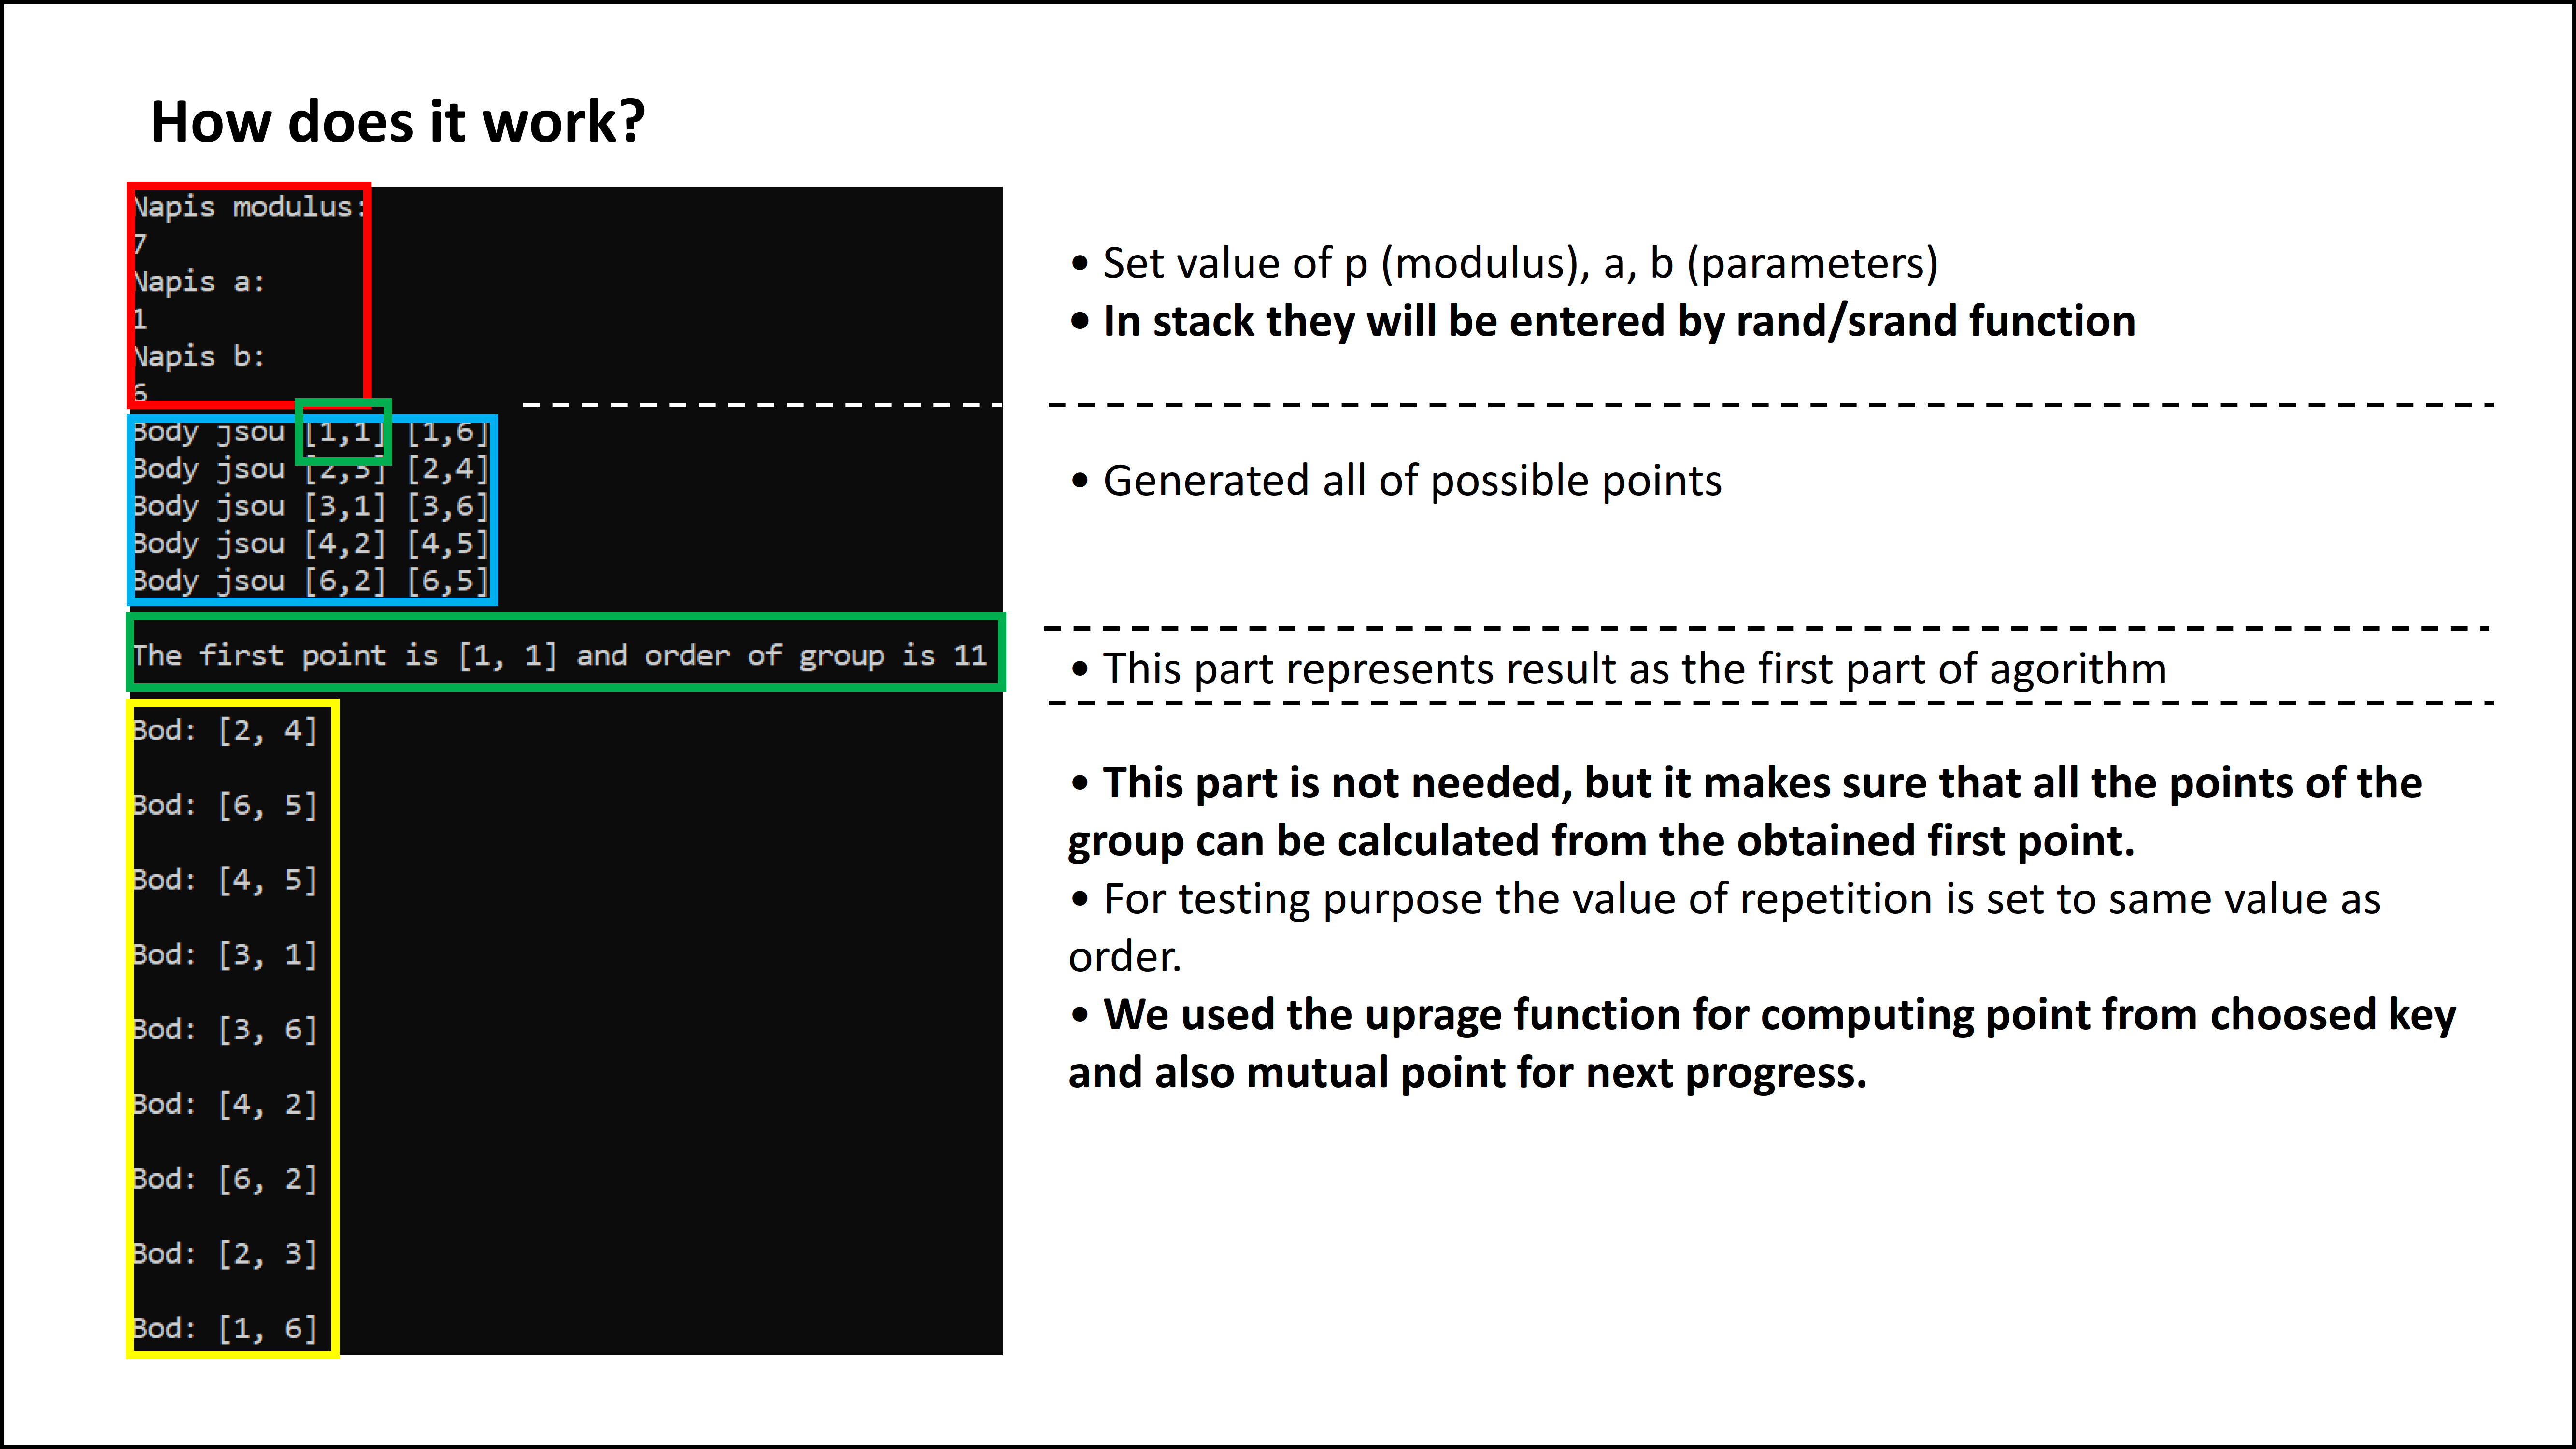 How does it work?
Napis modulus:
7
Napis a:
1
Napis b:
6
Body jsou [1,1] [1,6]
Body jsou [2,3] [2,4]
Body jsou [3,1] [3,6]
Body jsou [4,2] [4,5]
Body jsou [6,2] [6,5]
The first point is [1, 1] and order of group is 11
Bod: [2, 4]
Bod: [6, 5]
Bod: [4, 5]
Bod: [3, 1]
Bod: [3, 6]
Bod: [4, 2]
Bod: [6, 2]
Bod: [2, 3]
Bod: [1, 6]
• Set value of p (modulus), a, b (parameters)
• In stack they will be entered by rand/srand function
• Generated all of possible points
• This part represents result as the first part of agorithm
• This part is not needed, but it makes sure that all the points of the
group can be calculated from the obtained first point.
• For testing purpose the value of repetition is set to same value as
order.
• We used the uprage function for computing point from choosed key
and also mutual point for next progress.